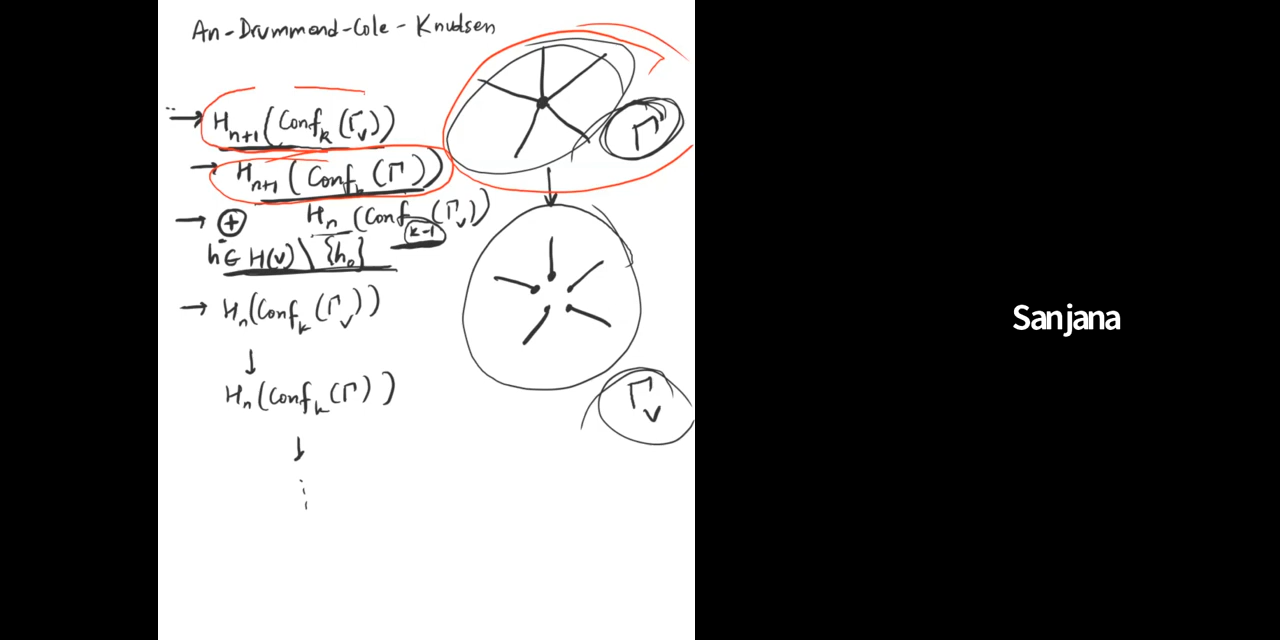 An-Drummond-Cole-Knudsen
→ H_{n+1}(Conf_k(Γ_v))
→ H_{n+1}(Conf_k(Γ))
→ ⊕ H_n(Conf_{k-1}(Γ_v))
h∈H(v)\{h_0}
→ H_n(Conf_k(Γ_v))
↓
H_n(Conf_k(Γ))
↓
⋮
Γ
Γ_v
Sanjana